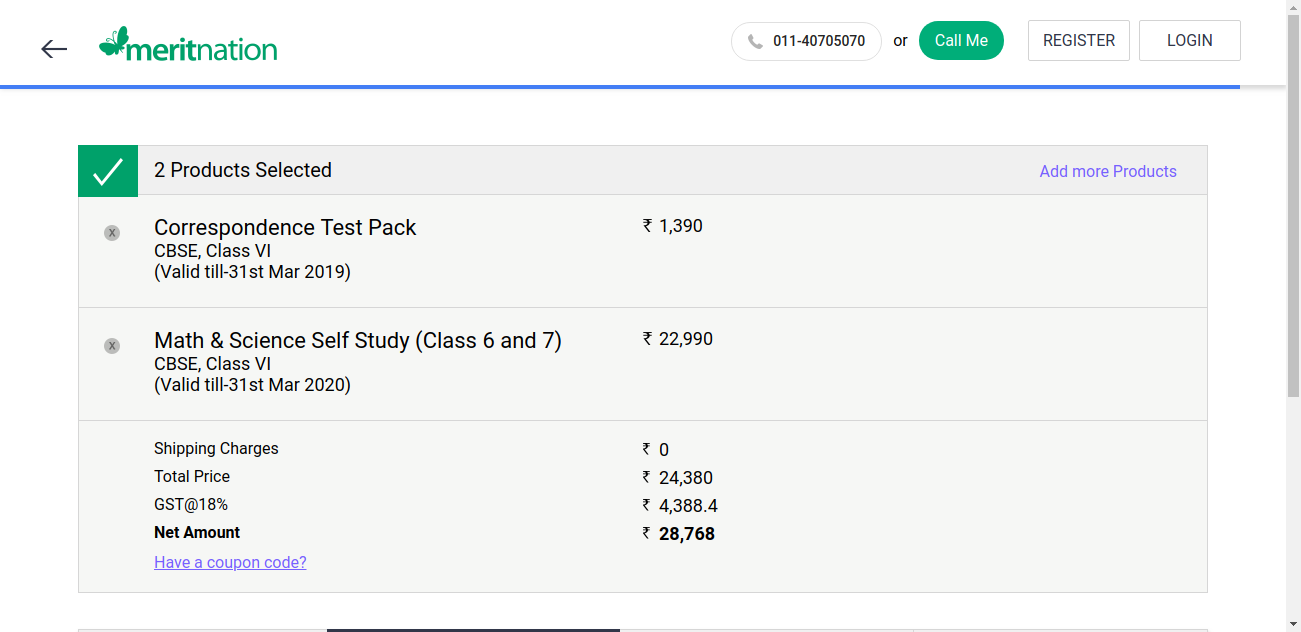 meritnation
011-40705070 or Call Me REGISTER LOGIN
2 Products Selected Add more Products
X Correspondence Test Pack ₹ 1,390
CBSE, Class VI
(Valid till-31st Mar 2019)
X Math & Science Self Study (Class 6 and 7) ₹ 22,990
CBSE, Class VI
(Valid till-31st Mar 2020)
Shipping Charges ₹ 0
Total Price ₹ 24,380
GST@18% ₹ 4,388.4
Net Amount ₹ 28,768
Have a coupon code?